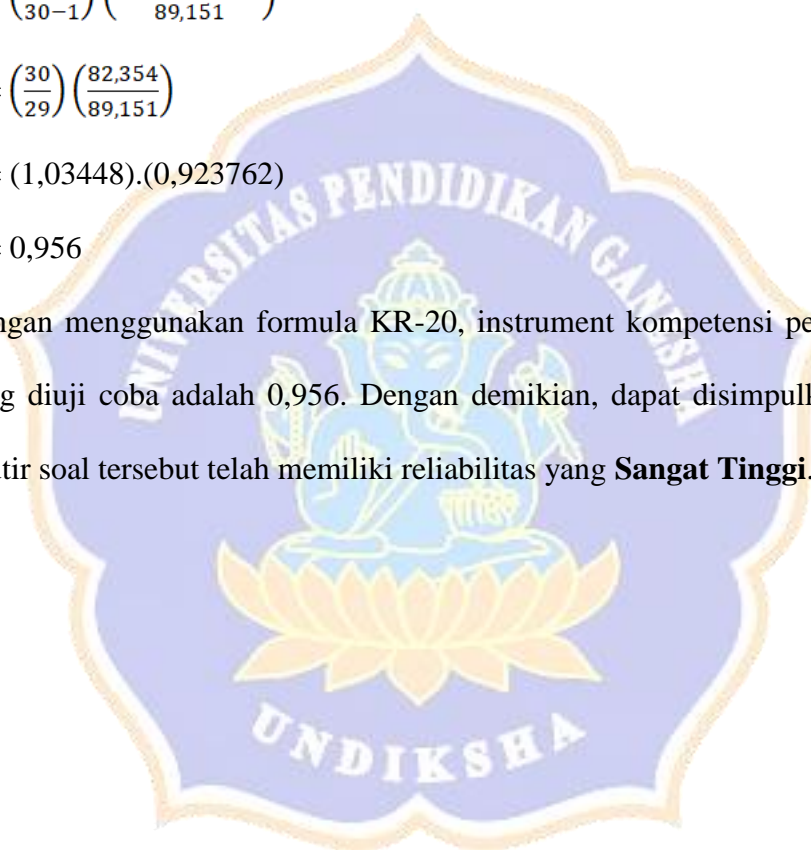 (30−1) ( 89,151 )
= (30/29) (82,354/89,151)
= (1,03448).(0,923762)
= 0,956
ngan menggunakan formula KR-20, instrument kompetensi pe
g diuji coba adalah 0,956. Dengan demikian, dapat disimpulk
tir soal tersebut telah memiliki reliabilitas yang Sangat Tinggi.
UNIVERSITAS PENDIDIKAN GANESHA
UNDIKSHA